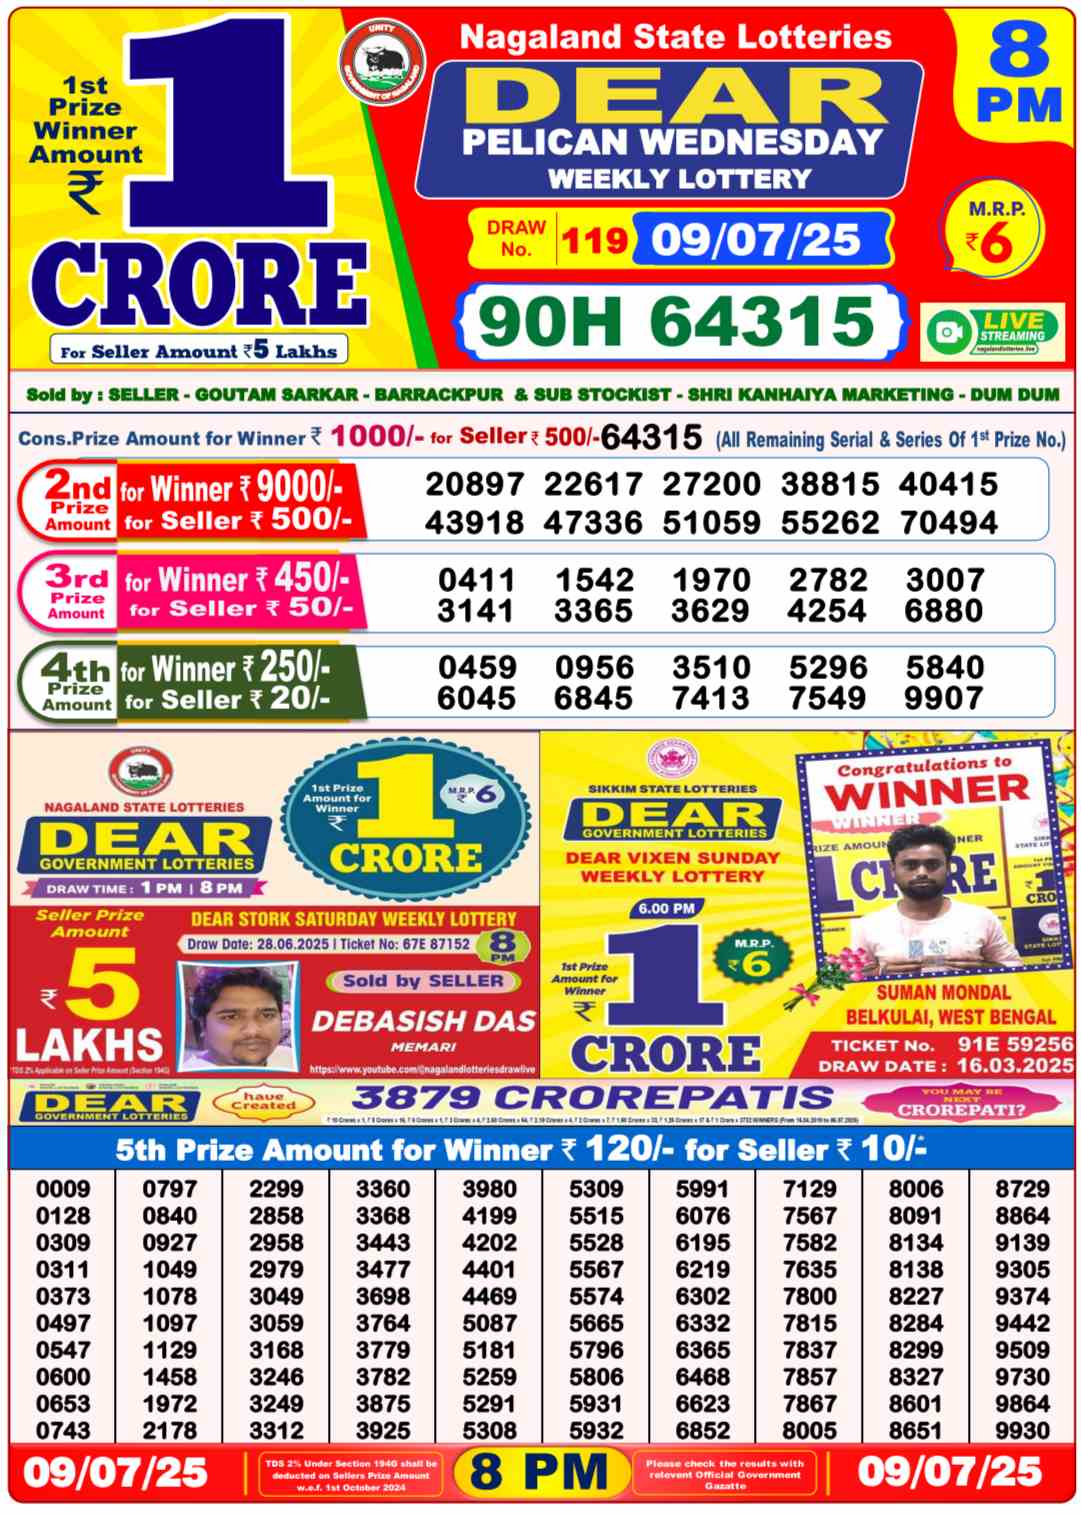 1st
Prize
Winner
Amount
₹
1
CRORE
For Seller Amount ₹5 Lakhs
UNITY
Nagaland State Lotteries
8
PM
DEAR
PELICAN WEDNESDAY
WEEKLY LOTTERY
DRAW No. 119 09/07/25
M.R.P.
₹6
90H 64315
LIVE
STREAMING
nagalandlotteries.live
Sold by : SELLER - GOUTAM SARKAR - BARRACKPUR & SUB STOCKIST - SHRI KANHAIYA MARKETING - DUM DUM
Cons.Prize Amount for Winner ₹ 1000/- for Seller ₹ 500/- 64315 (All Remaining Serial & Series Of 1st Prize No.)
2nd Prize Amount for Winner ₹ 9000/-
for Seller ₹ 500/-
20897 22617 27200 38815 40415
43918 47336 51059 55262 70494
3rd Prize Amount for Winner ₹ 450/-
for Seller ₹ 50/-
0411 1542 1970 2782 3007
3141 3365 3629 4254 6880
4th Prize Amount for Winner ₹ 250/-
for Seller ₹ 20/-
0459 0956 3510 5296 5840
6045 6845 7413 7549 9907
UNITY
NAGALAND STATE LOTTERIES
DEAR
GOVERNMENT LOTTERIES
DRAW TIME : 1 PM | 8 PM
1st Prize
Amount for
Winner
₹
1
CRORE
M.R.P.
₹6
Seller Prize
Amount
₹5
LAKHS
*TDS 2% Applicable on Seller Prize Amount (Section 194G)
DEAR STORK SATURDAY WEEKLY LOTTERY
Draw Date: 28.06.2025 | Ticket No: 67E 87152
8
PM
Sold by SELLER
DEBASISH DAS
MEMARI
https://www.youtube.com/@nagalandlotteriesdrawlive
SIKKIM STATE LOTTERIES
DEAR
GOVERNMENT LOTTERIES
DEAR VIXEN SUNDAY
WEEKLY LOTTERY
6.00 PM
1st Prize
Amount for
Winner
₹
1
CRORE
M.R.P.
₹6
Congratulations to
WINNER
SUMAN MONDAL
BELKULAI, WEST BENGAL
TICKET No. 91E 59256
DRAW DATE : 16.03.2025
DEAR
GOVERNMENT LOTTERIES
have
Created
3879 CROREPATIS
YOU MAY BE
NEXT
CROREPATI?
5th Prize Amount for Winner ₹ 120/- for Seller ₹ 10/-
0009 0797 2299 3360 3980 5309 5991 7129 8006 8729
0128 0840 2858 3368 4199 5515 6076 7567 8091 8864
0309 0927 2958 3443 4202 5528 6195 7582 8134 9139
0311 1049 2979 3477 4401 5567 6219 7635 8138 9305
0373 1078 3049 3698 4469 5574 6302 7800 8227 9374
0497 1097 3059 3764 5087 5665 6332 7815 8284 9442
0547 1129 3168 3779 5181 5796 6365 7837 8299 9509
0600 1458 3246 3782 5259 5806 6468 7857 8327 9730
0653 1972 3249 3875 5291 5931 6623 7867 8601 9864
0743 2178 3312 3925 5308 5932 6852 8005 8651 9930
09/07/25
TDS 2% Under Section 194G shall be
deducted on Sellers Prize Amount
w.e.f. 1st October 2024
8 PM
Please check the results with
relevent Official Government
Gazatte
09/07/25